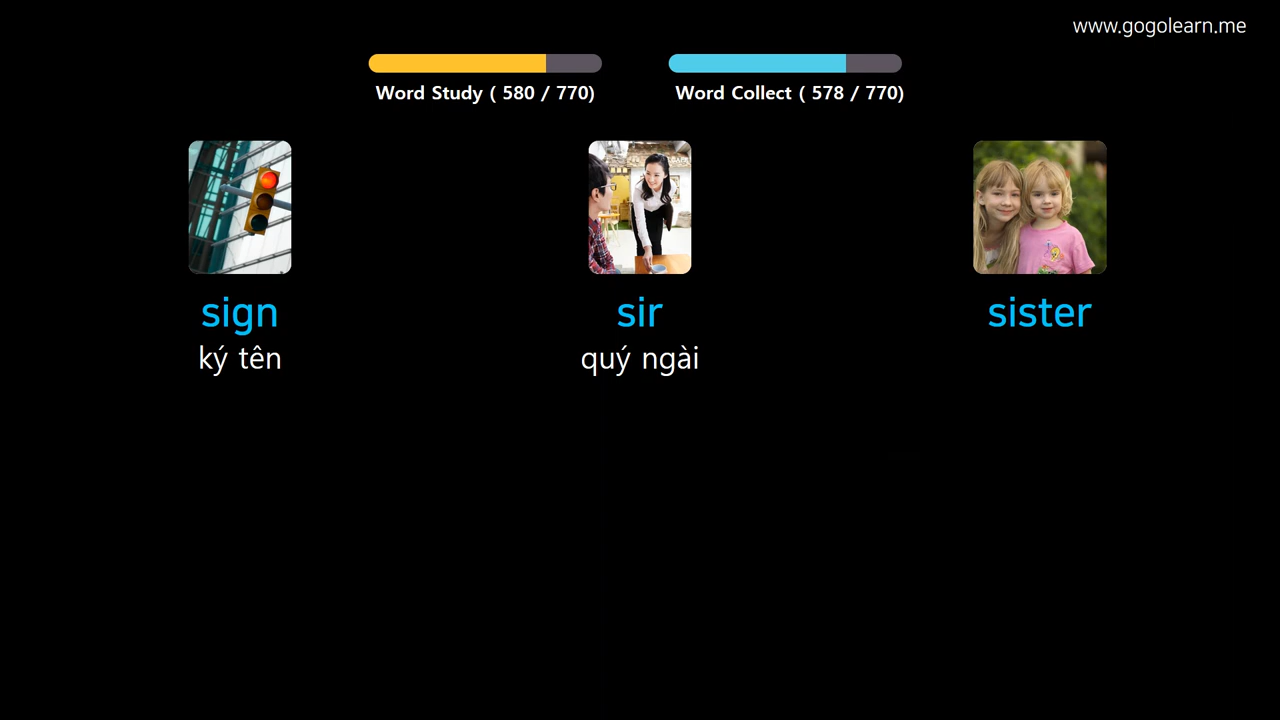 www.gogolearn.me
Word Study ( 580 / 770)
Word Collect ( 578 / 770)
sign
ký tên
sir
quý ngài
sister